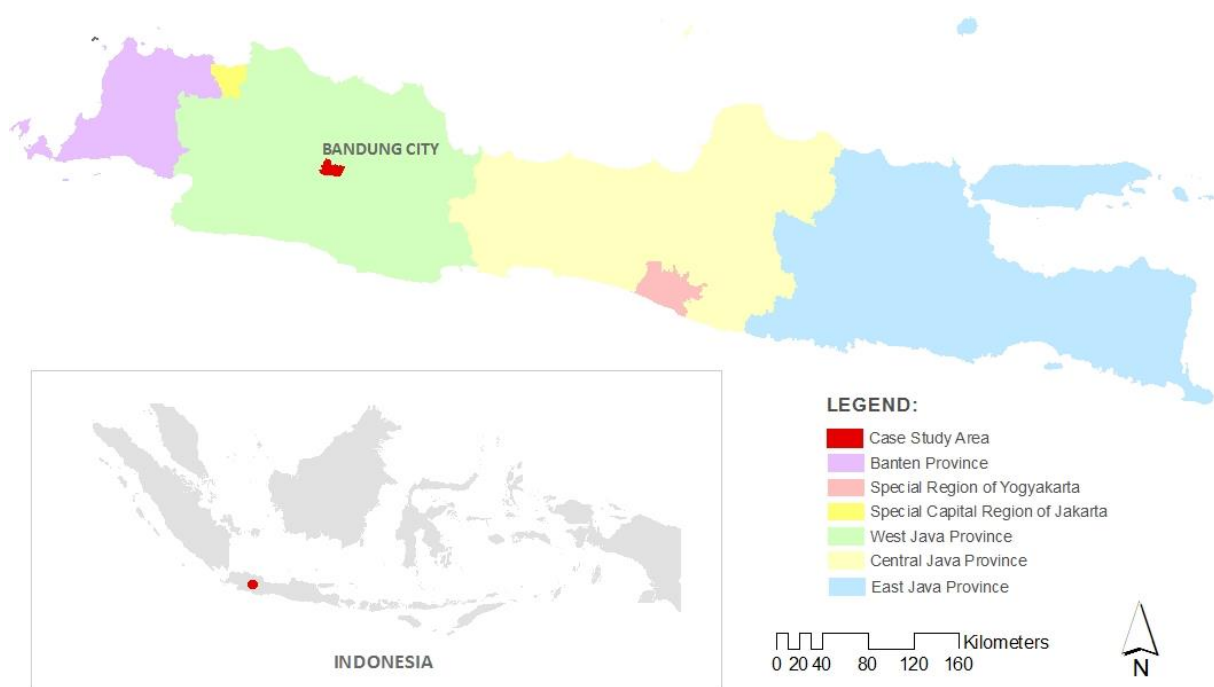 BANDUNG CITY
LEGEND:
Case Study Area
Banten Province
Special Region of Yogyakarta
Special Capital Region of Jakarta
West Java Province
Central Java Province
East Java Province
INDONESIA
Kilometers
0 20 40 80 120 160
N